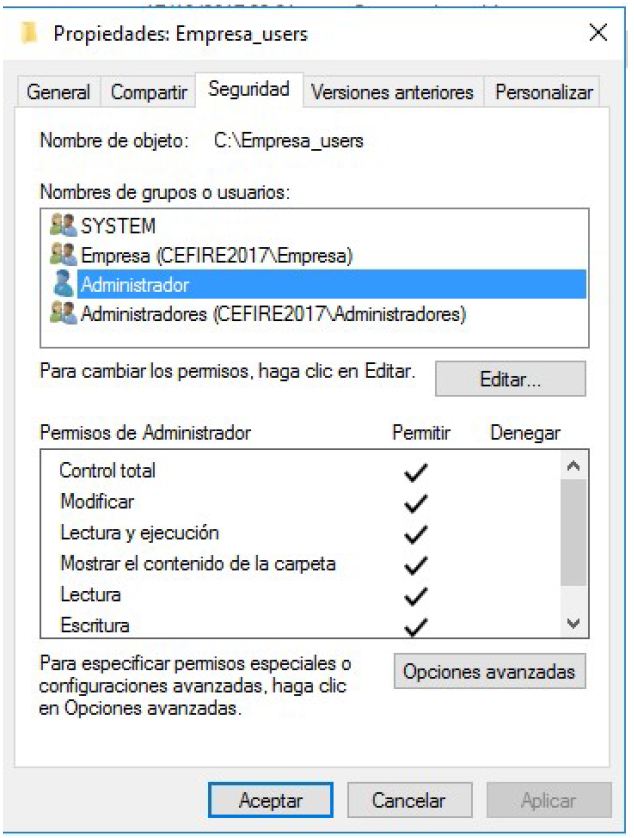 Propiedades: Empresa_users
General Compartir Seguridad Versiones anteriores Personalizar
Nombre de objeto: C:\Empresa_users
Nombres de grupos o usuarios:
SYSTEM
Empresa (CEFIRE2017\Empresa)
Administrador
Administradores (CEFIRE2017\Administradores)
Para cambiar los permisos, haga clic en Editar. Editar...
Permisos de Administrador Permitir Denegar
Control total
Modificar
Lectura y ejecución
Mostrar el contenido de la carpeta
Lectura
Escritura
Para especificar permisos especiales o
configuraciones avanzadas, haga clic
en Opciones avanzadas.
Opciones avanzadas
Aceptar Cancelar Aplicar